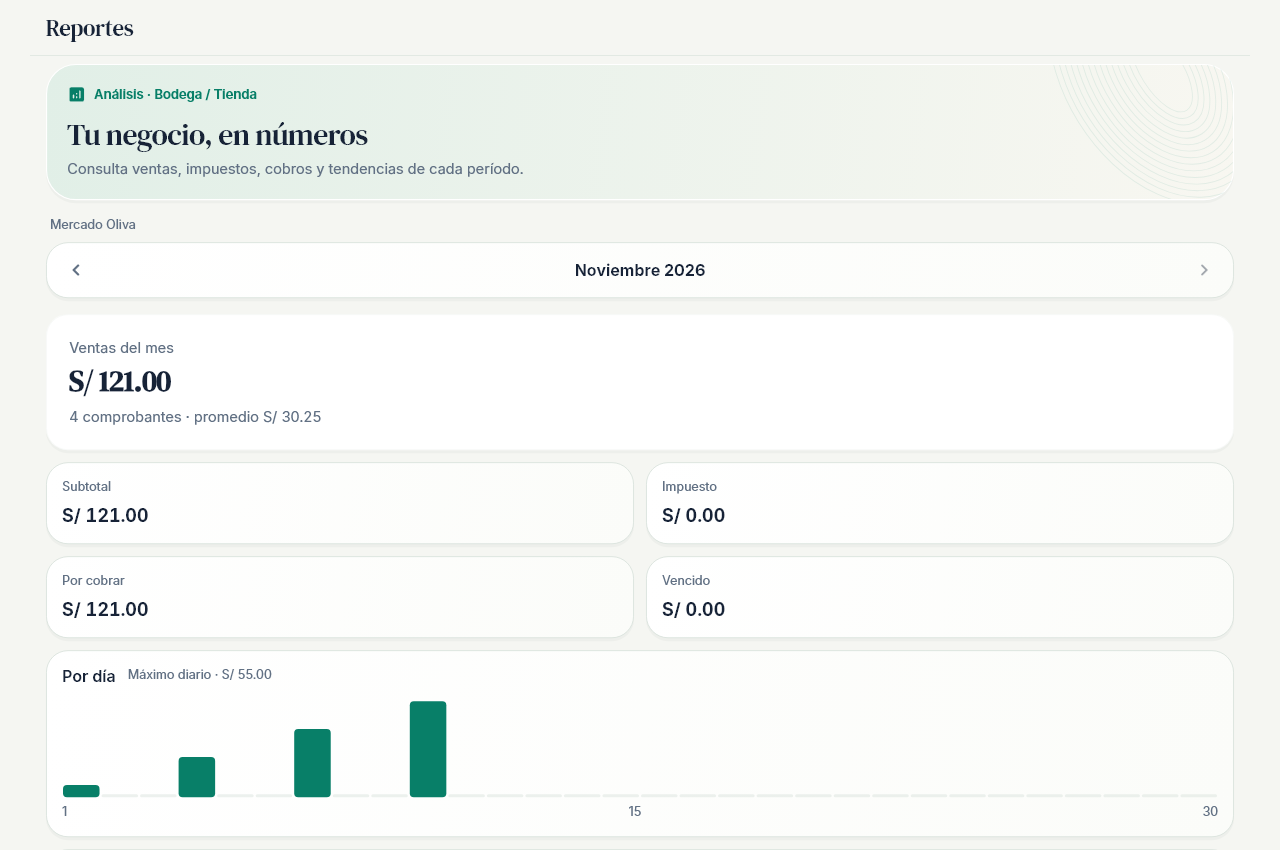 Reportes
Análisis · Bodega / Tienda
Tu negocio, en números
Consulta ventas, impuestos, cobros y tendencias de cada período.
Mercado Oliva
Noviembre 2026
Ventas del mes
S/ 121.00
4 comprobantes · promedio S/ 30.25
Subtotal
S/ 121.00
Impuesto
S/ 0.00
Por cobrar
S/ 121.00
Vencido
S/ 0.00
Por día Máximo diario · S/ 55.00
1 15 30